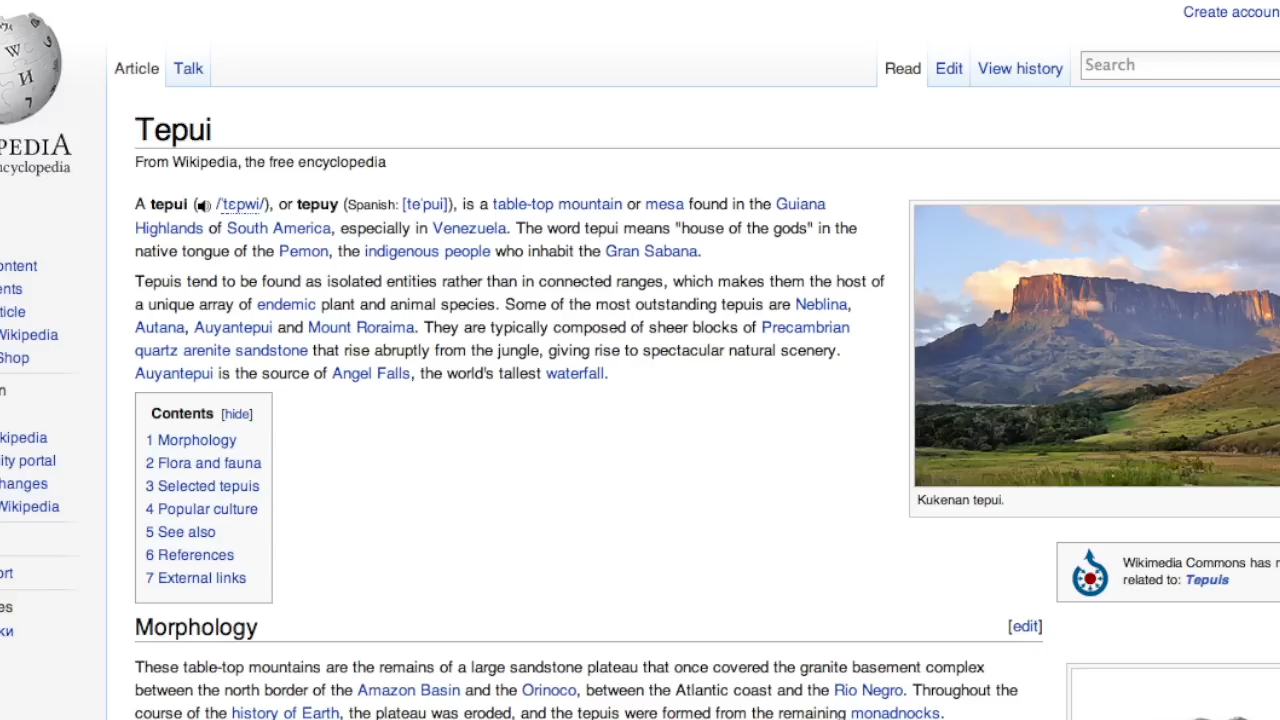 Create accoun
Article Talk Read Edit View history Search
PEDIA
ncyclopedia
Tepui
From Wikipedia, the free encyclopedia
A tepui (/ˈtɛpwi/), or tepuy (Spanish: [teˈpui]), is a table-top mountain or mesa found in the Guiana
Highlands of South America, especially in Venezuela. The word tepui means "house of the gods" in the
native tongue of the Pemon, the indigenous people who inhabit the Gran Sabana.
Tepuis tend to be found as isolated entities rather than in connected ranges, which makes them the host of
a unique array of endemic plant and animal species. Some of the most outstanding tepuis are Neblina,
Autana, Auyantepui and Mount Roraima. They are typically composed of sheer blocks of Precambrian
quartz arenite sandstone that rise abruptly from the jungle, giving rise to spectacular natural scenery.
Auyantepui is the source of Angel Falls, the world's tallest waterfall.
Contents [hide]
1 Morphology
2 Flora and fauna
3 Selected tepuis
4 Popular culture
5 See also
6 References
7 External links
Kukenan tepui.
Wikimedia Commons has
related to: Tepuis
Morphology [edit]
These table-top mountains are the remains of a large sandstone plateau that once covered the granite basement complex
between the north border of the Amazon Basin and the Orinoco, between the Atlantic coast and the Rio Negro. Throughout the
course of the history of Earth, the plateau was eroded, and the tepuis were formed from the remaining monadnocks.
ontent
ents
ticle
Wikipedia
Shop
n
kipedia
ity portal
hanges
Wikipedia
ort
es
ки